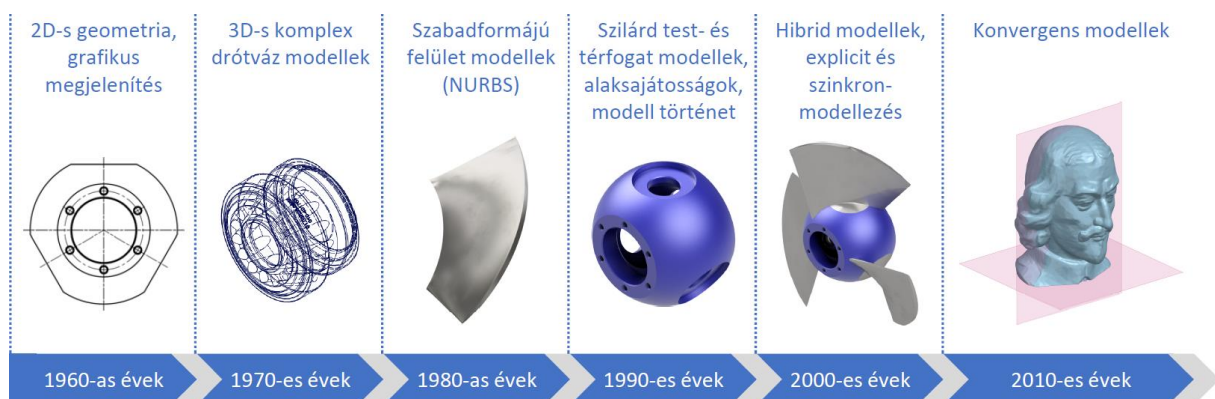 2D-s geometria,
grafikus
megjelenítés
3D-s komplex
drótváz modellek
Szabadformájú
felület modellek
(NURBS)
Szilárd test- és
térfogat modellek,
alaksajátosságok,
modell történet
Hibrid modellek,
explicit és
szinkron-
modellezés
Konvergens modellek
1960-as évek
1970-es évek
1980-as évek
1990-es évek
2000-es évek
2010-es évek